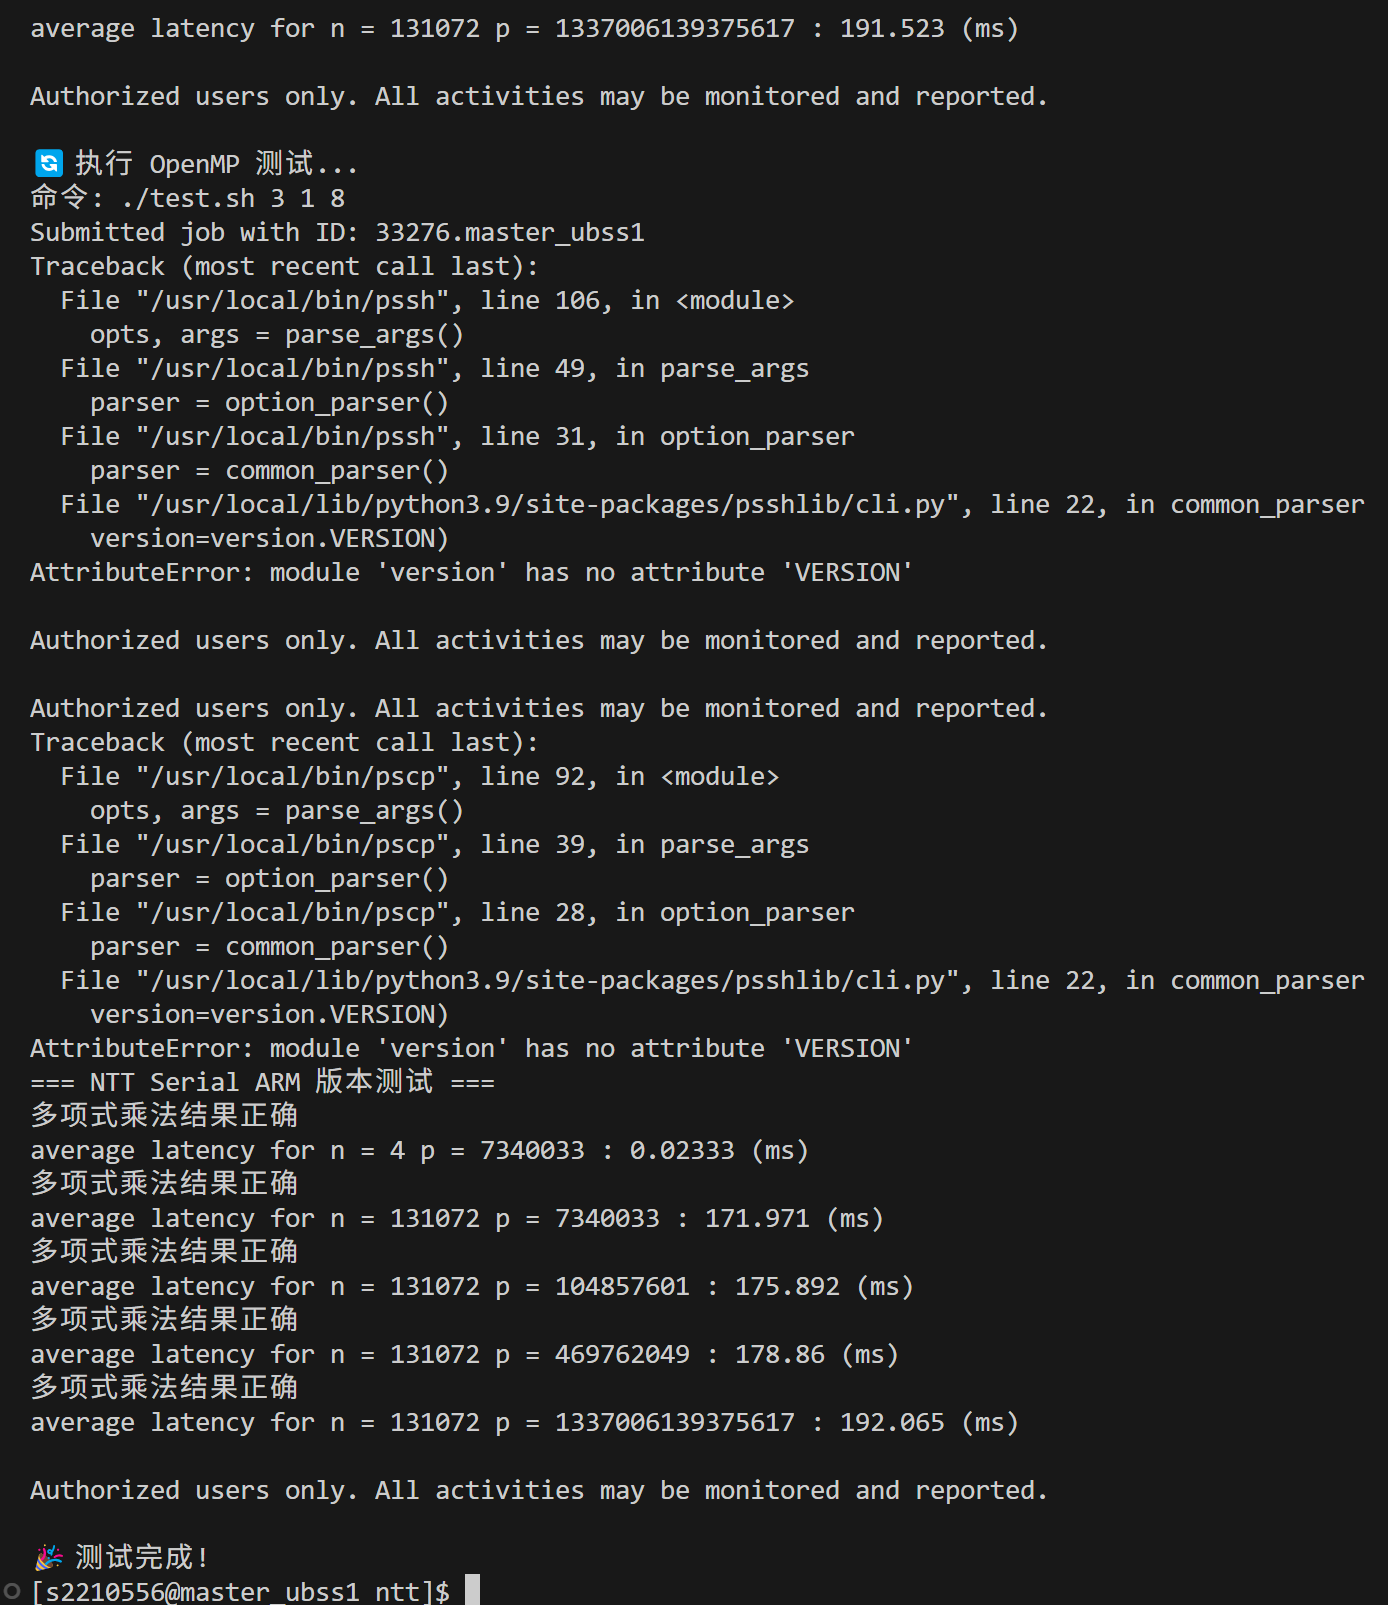 average latency for n = 131072 p = 1337006139375617 : 191.523 (ms)
Authorized users only. All activities may be monitored and reported.
🔄 执行 OpenMP 测试...
命令: ./test.sh 3 1 8
Submitted job with ID: 33276.master_ubss1
Traceback (most recent call last):
  File "/usr/local/bin/pssh", line 106, in <module>
    opts, args = parse_args()
  File "/usr/local/bin/pssh", line 49, in parse_args
    parser = option_parser()
  File "/usr/local/bin/pssh", line 31, in option_parser
    parser = common_parser()
  File "/usr/local/lib/python3.9/site-packages/psshlib/cli.py", line 22, in common_parser
    version=version.VERSION)
AttributeError: module 'version' has no attribute 'VERSION'
Authorized users only. All activities may be monitored and reported.
Authorized users only. All activities may be monitored and reported.
Traceback (most recent call last):
  File "/usr/local/bin/pscp", line 92, in <module>
    opts, args = parse_args()
  File "/usr/local/bin/pscp", line 39, in parse_args
    parser = option_parser()
  File "/usr/local/bin/pscp", line 28, in option_parser
    parser = common_parser()
  File "/usr/local/lib/python3.9/site-packages/psshlib/cli.py", line 22, in common_parser
    version=version.VERSION)
AttributeError: module 'version' has no attribute 'VERSION'
=== NTT Serial ARM 版本测试 ===
多项式乘法结果正确
average latency for n = 4 p = 7340033 : 0.02333 (ms)
多项式乘法结果正确
average latency for n = 131072 p = 7340033 : 171.971 (ms)
多项式乘法结果正确
average latency for n = 131072 p = 104857601 : 175.892 (ms)
多项式乘法结果正确
average latency for n = 131072 p = 469762049 : 178.86 (ms)
多项式乘法结果正确
average latency for n = 131072 p = 1337006139375617 : 192.065 (ms)
Authorized users only. All activities may be monitored and reported.
🎉 测试完成!
[s2210556@master_ubss1 ntt]$